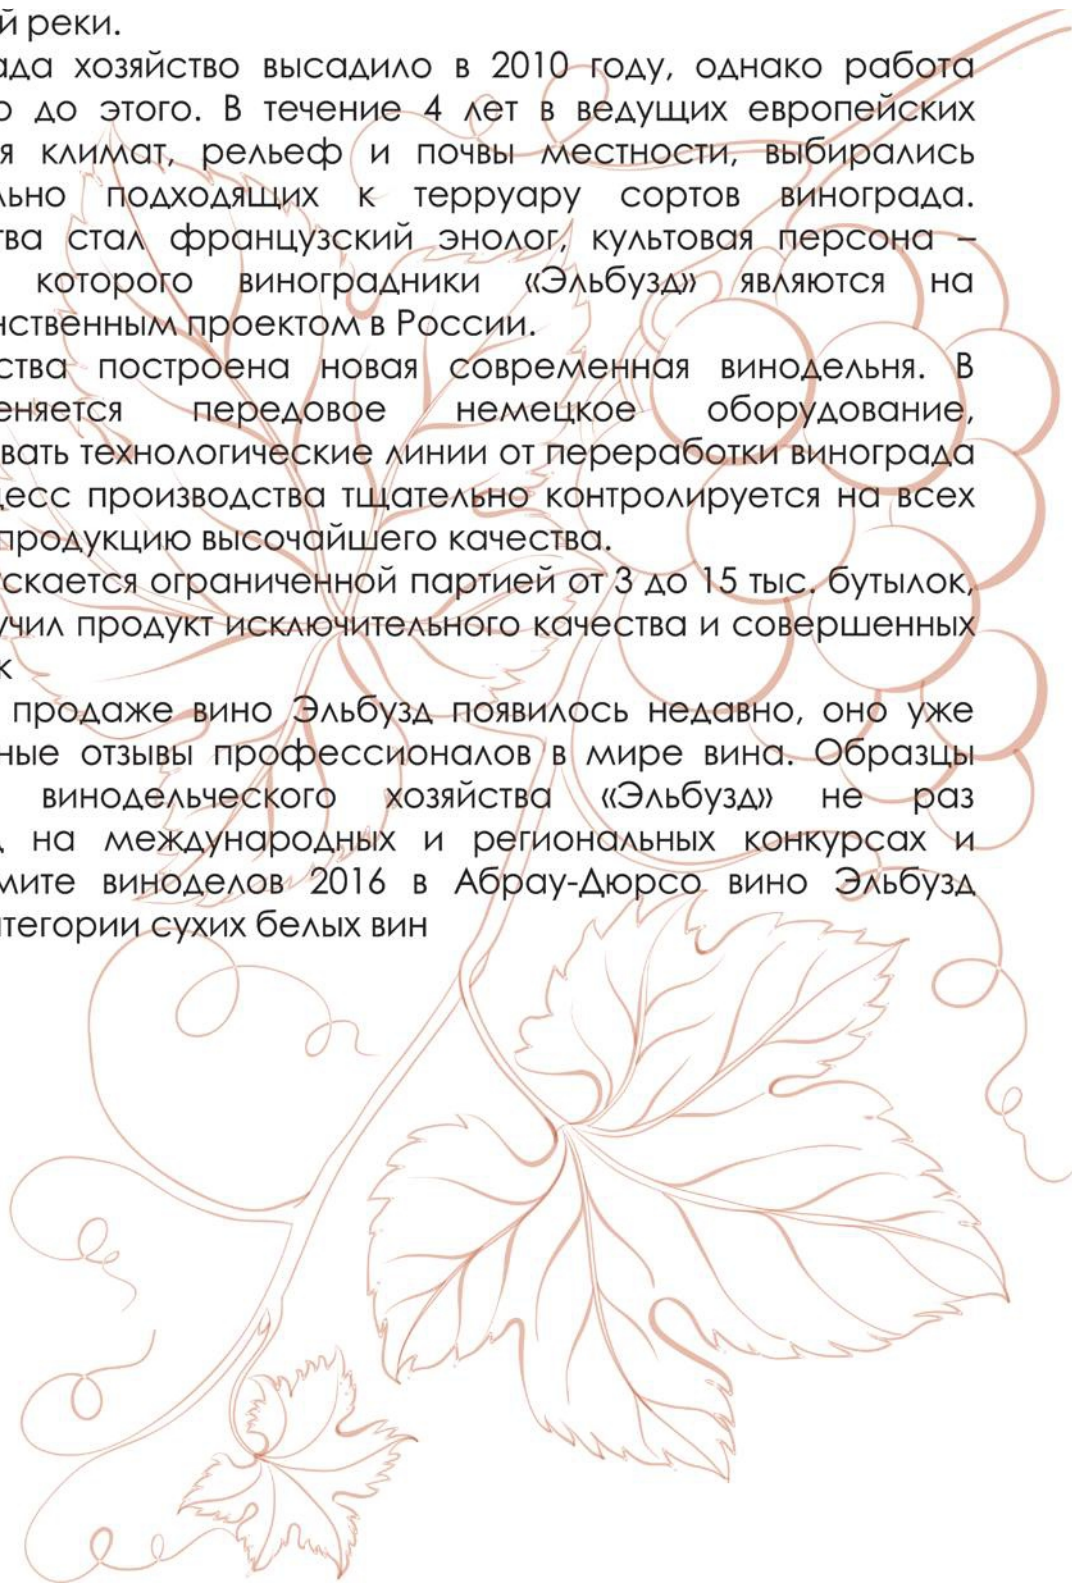 й реки.
ада хозяйство высадило в 2010 году, однако работа
о до этого. В течение 4 лет в ведущих европейских
я климат, рельеф и почвы местности, выбирались
льно подходящих к терруару сортов винограда.
тва стал французский энолог, культовая персона –
которого виноградники «Эльбузд» являются на
нственным проектом в России.
ства построена новая современная винодельня. В
еняется передовое немецкое оборудование,
вать технологические линии от переработки винограда
цесс производства тщательно контролируется на всех
продукцию высочайшего качества.
ускается ограниченной партией от 3 до 15 тыс. бутылок,
учил продукт исключительного качества и совершенных
к
продаже вино Эльбузд появилось недавно, оно уже
ные отзывы профессионалов в мире вина. Образцы
винодельческого хозяйства «Эльбузд» не раз
на международных и региональных конкурсах и
мите виноделов 2016 в Абрау-Дюрсо вино Эльбузд
тегории сухих белых вин